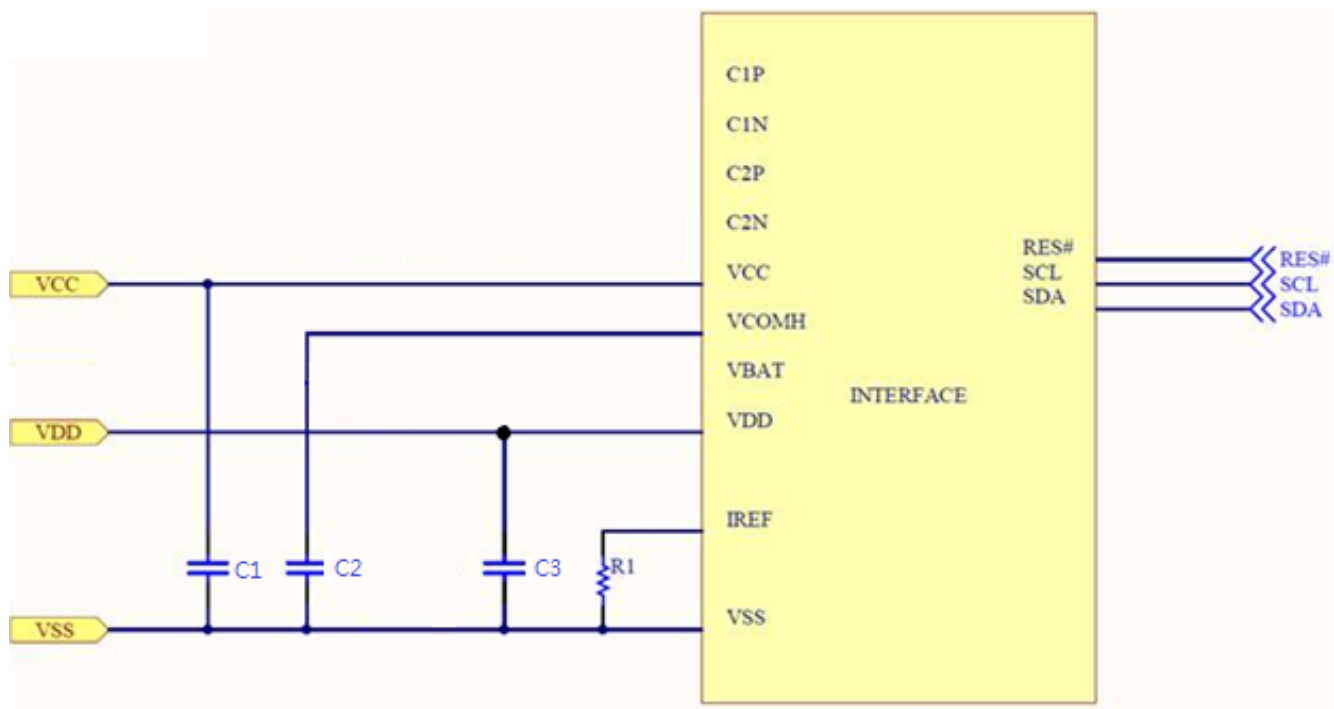 C1P
C1N
C2P
C2N
RES# RES#
VCC VCC SCL SCL
SDA SDA
VCOMH
VBAT
INTERFACE
VDD VDD
IREF
C1 C2 C3 R1
VSS VSS